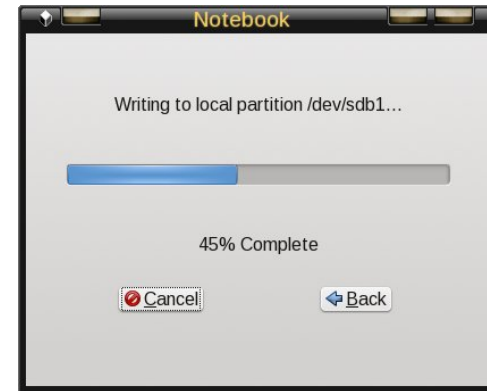 Notebook
Writing to local partition /dev/sdb1...
45% Complete
Cancel Back